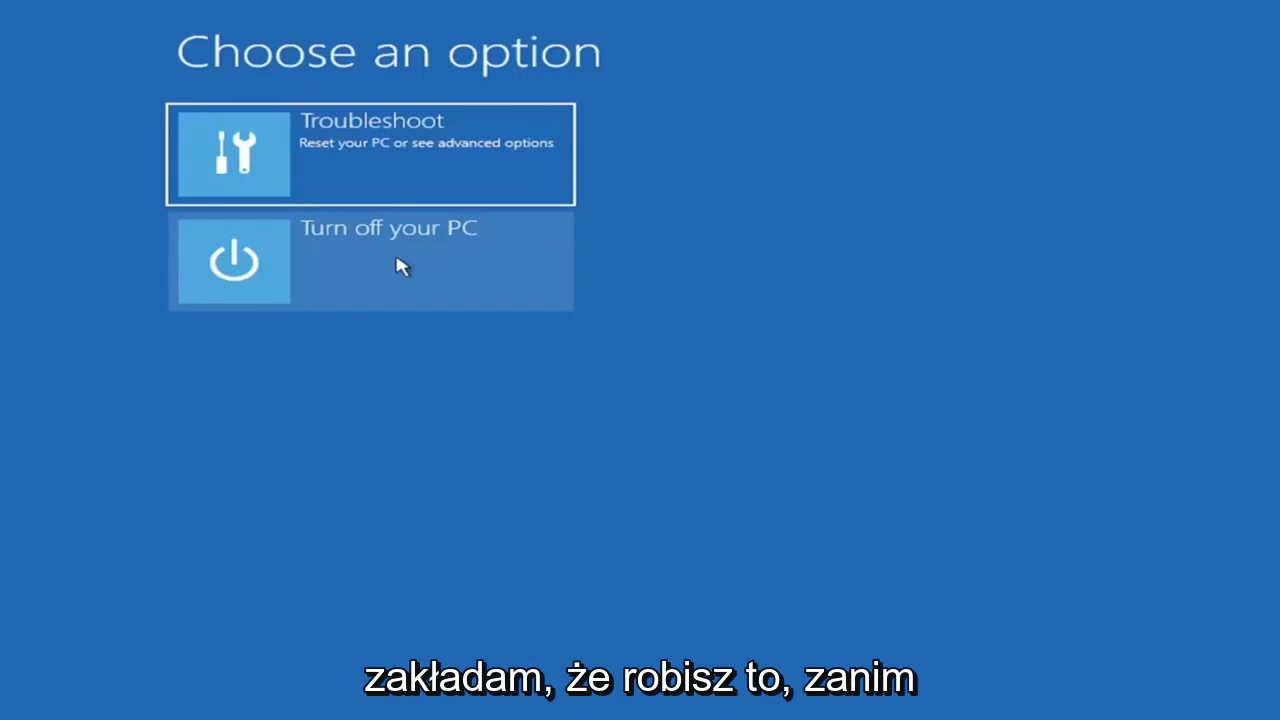 Choose an option
Troubleshoot
Reset your PC or see advanced options
Turn off your PC
zakładam, że robisz to, zanim